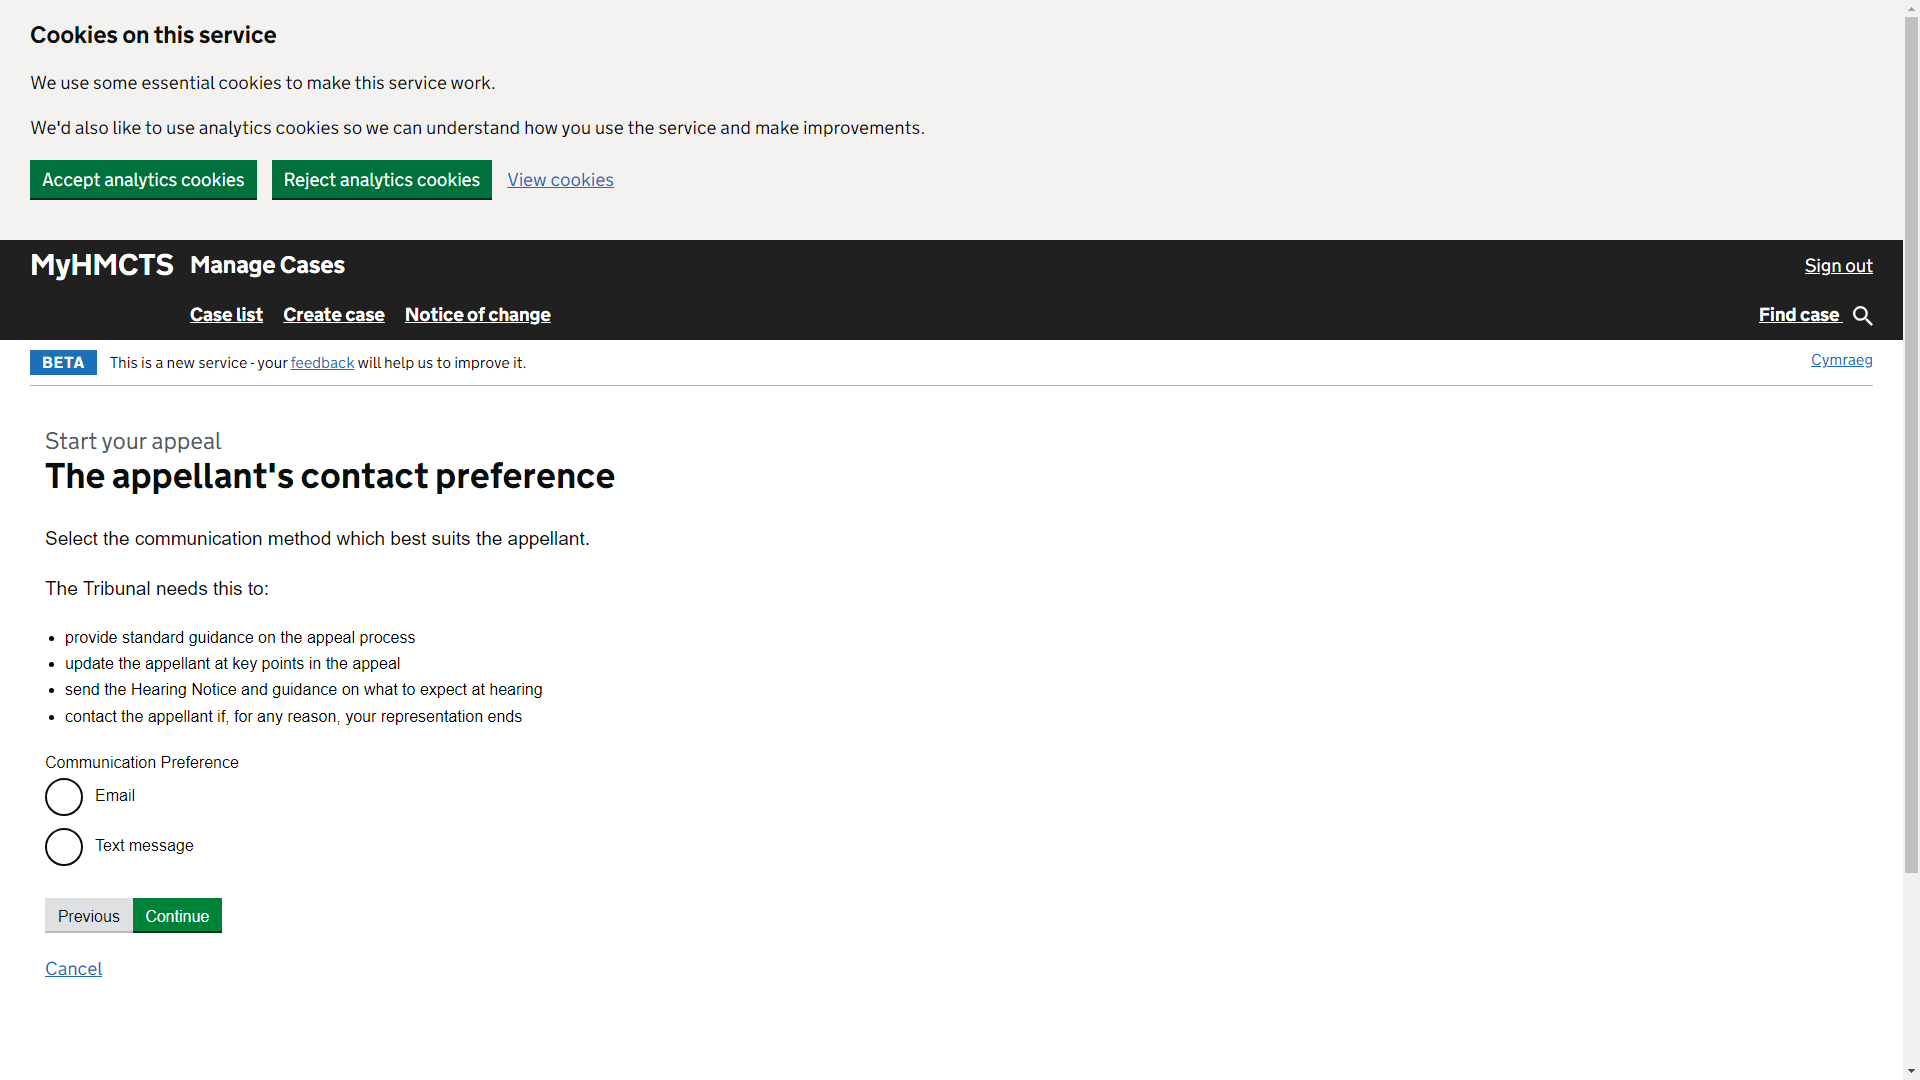 Cookies on this service
We use some essential cookies to make this service work.
We'd also like to use analytics cookies so we can understand how you use the service and make improvements.
Accept analytics cookies Reject analytics cookies View cookies
MyHMCTS Manage Cases Sign out
Case list Create case Notice of change Find case
BETA This is a new service - your feedback will help us to improve it. Cymraeg
Start your appeal
The appellant's contact preference
Select the communication method which best suits the appellant.
The Tribunal needs this to:
• provide standard guidance on the appeal process
• update the appellant at key points in the appeal
• send the Hearing Notice and guidance on what to expect at hearing
• contact the appellant if, for any reason, your representation ends
Communication Preference
Email
Text message
Previous Continue
Cancel